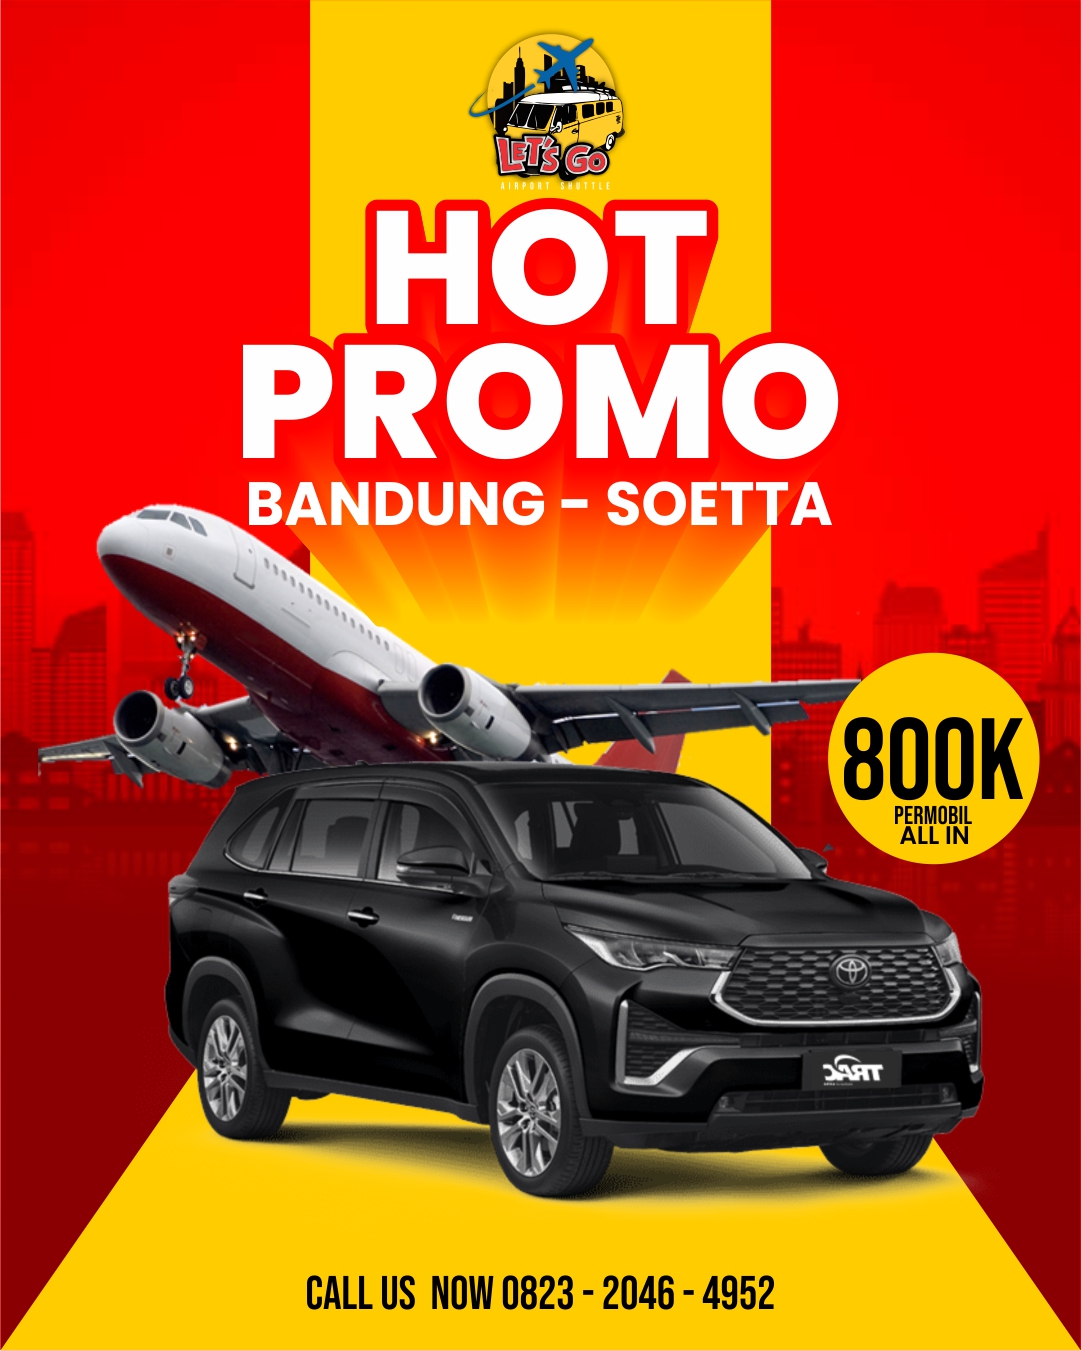 LET'S GO
AIRPORT SHUTTLE
HOT
PROMO
BANDUNG - SOETTA
800K
PERMOBIL
ALL IN
TRAC
CALL US NOW 0823 - 2046 - 4952